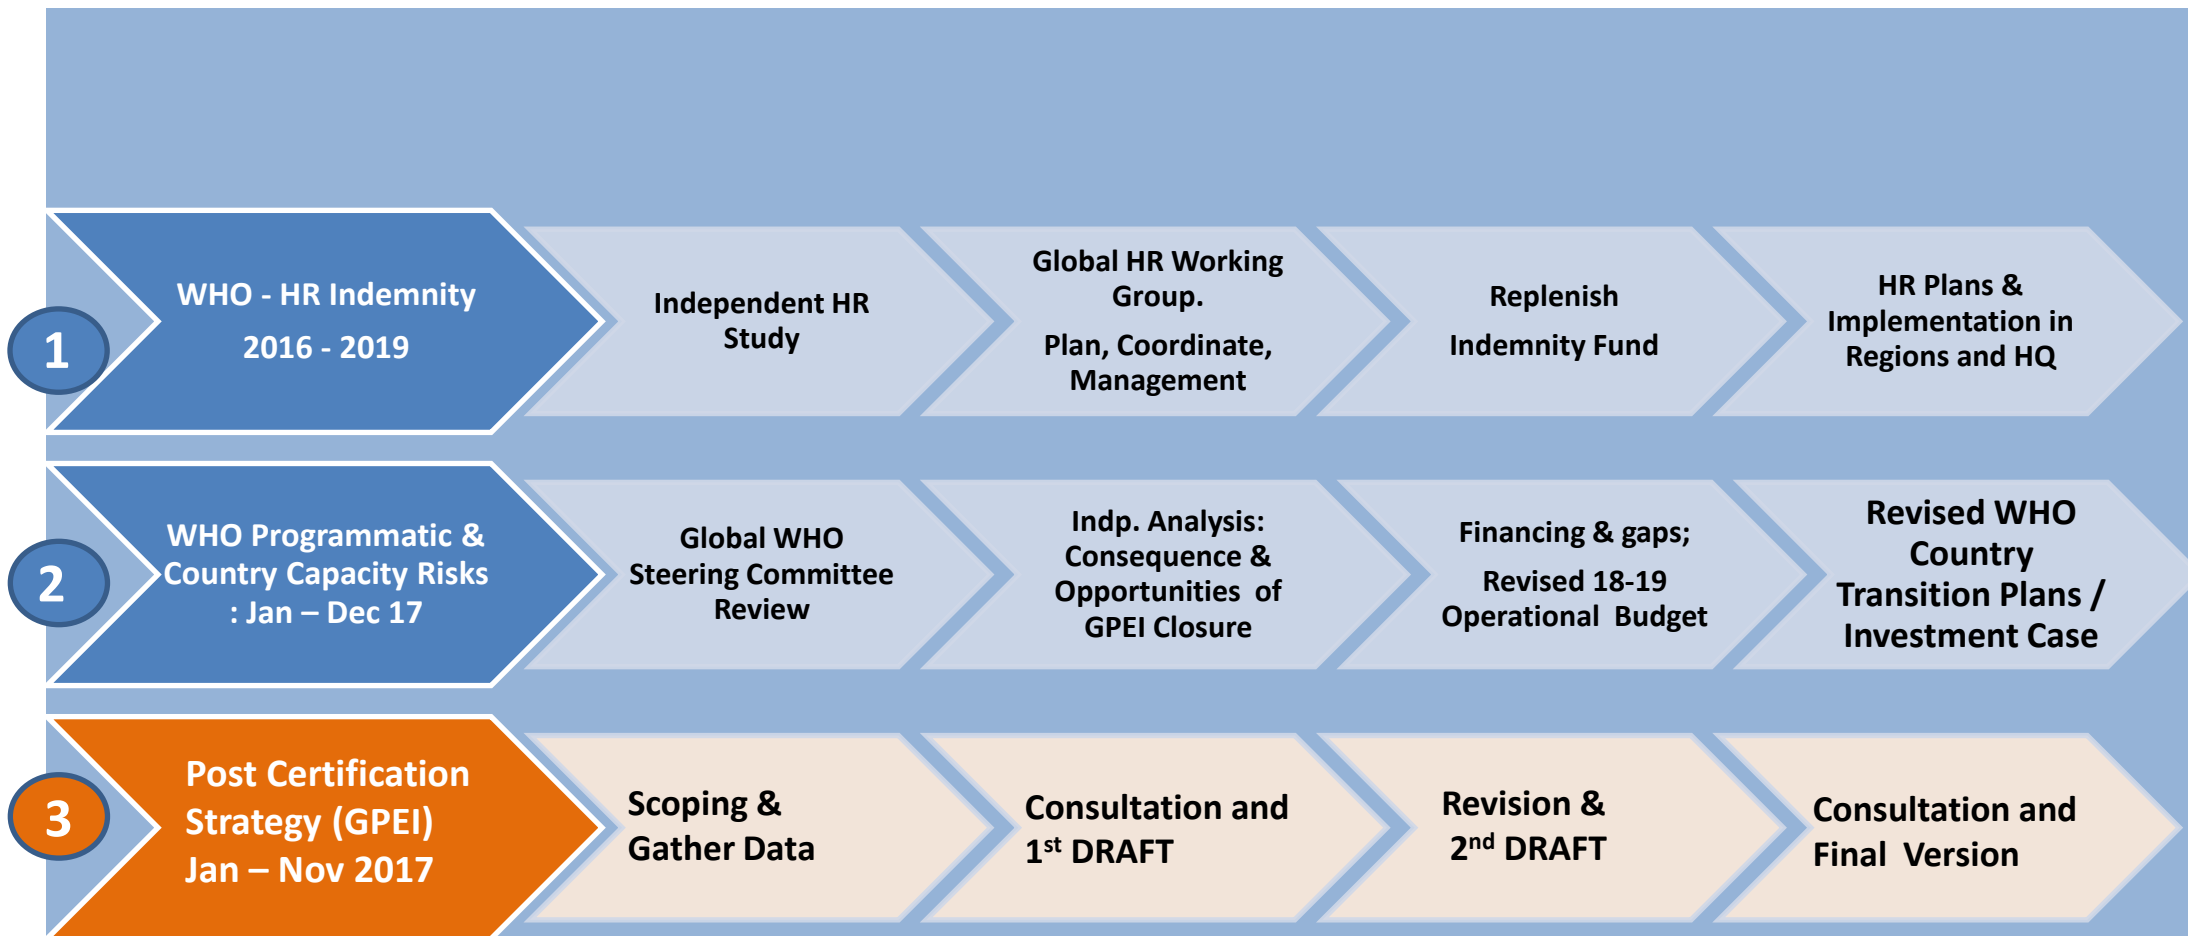 1
WHO - HR Indemnity
2016 - 2019
Independent HR
Study
Global HR Working
Group.
Plan, Coordinate,
Management
Replenish
Indemnity Fund
HR Plans &
Implementation in
Regions and HQ
2
WHO Programmatic &
Country Capacity Risks
: Jan – Dec 17
Global WHO
Steering Committee
Review
Indp. Analysis:
Consequence &
Opportunities of
GPEI Closure
Financing & gaps;
Revised 18-19
Operational Budget
Revised WHO
Country
Transition Plans /
Investment Case
3
Post Certification
Strategy (GPEI)
Jan – Nov 2017
Scoping &
Gather Data
Consultation and
1st DRAFT
Revision &
2nd DRAFT
Consultation and
Final Version